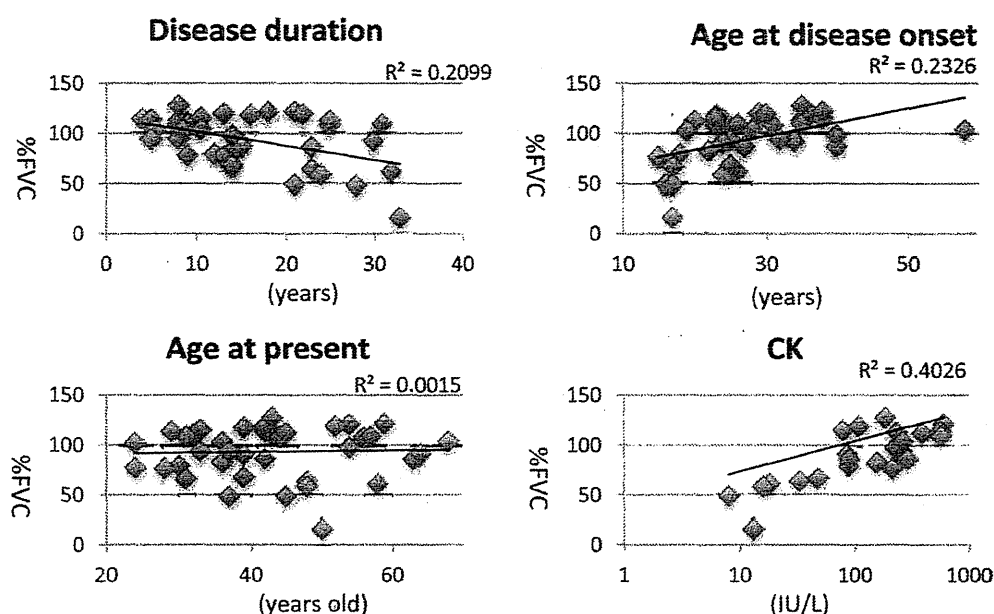 Disease duration
R² = 0.2099
%FVC
150
100
50
0
0 10 20 30 40
(years)
Age at disease onset
R² = 0.2326
%FVC
150
100
50
0
10 30 50
(years)
Age at present
R² = 0.0015
%FVC
150
100
50
0
20 40 60
(years old)
CK
R² = 0.4026
%FVC
150
100
50
0
1 10 100 1000
(IU/L)